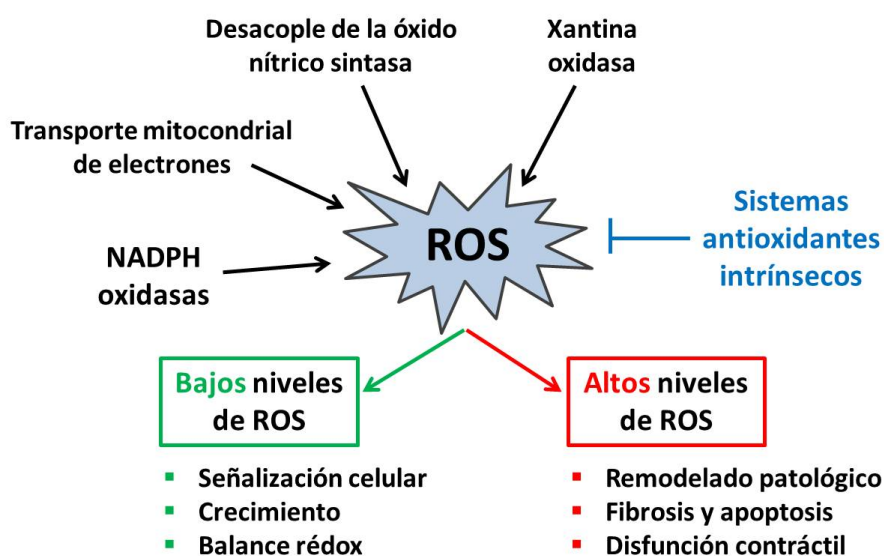 Desacople de la óxido
nítrico sintasa
Xantina
oxidasa
Transporte mitocondrial
de electrones
NADPH
oxidasas
ROS
Sistemas
antioxidantes
intrínsecos
Bajos niveles
de ROS
Señalización celular
Crecimiento
Balance rédox
Altos niveles
de ROS
Remodelado patológico
Fibrosis y apoptosis
Disfunción contráctil